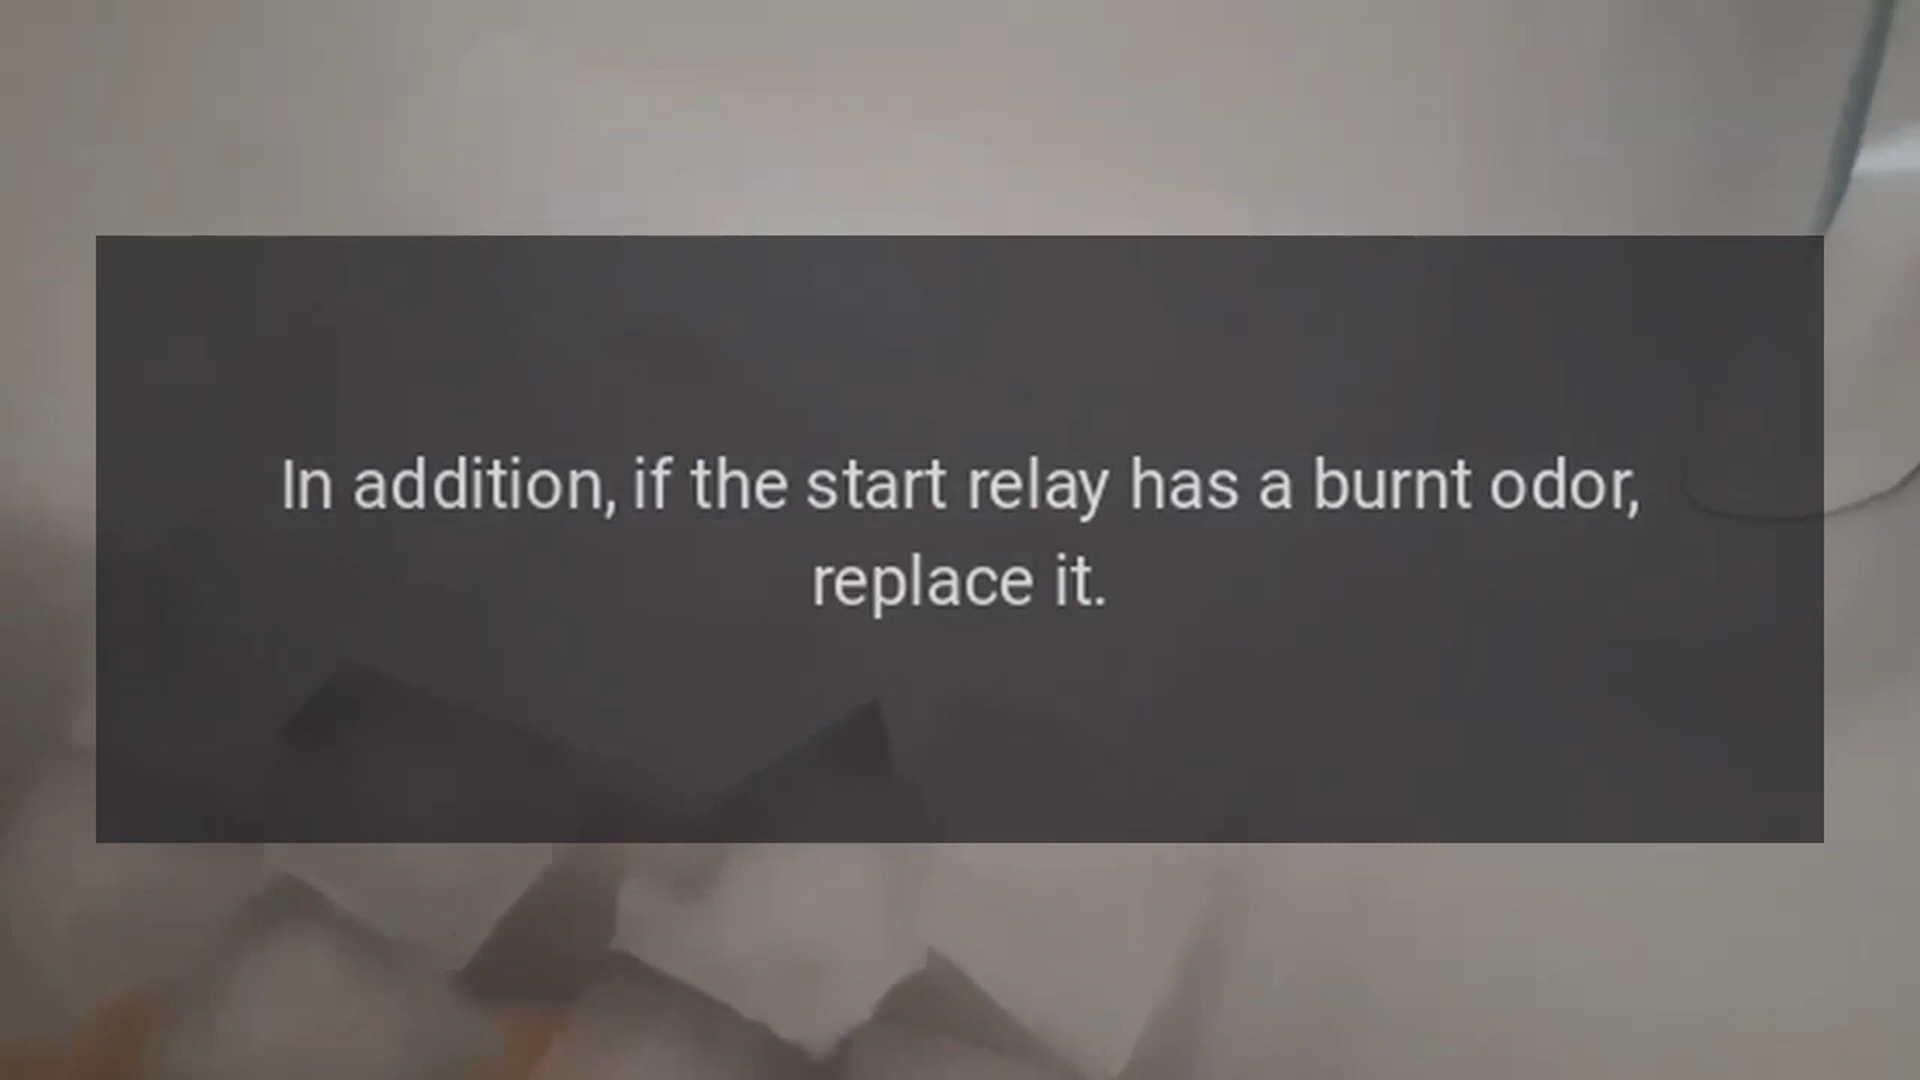 In addition, if the start relay has a burnt odor,
replace it.